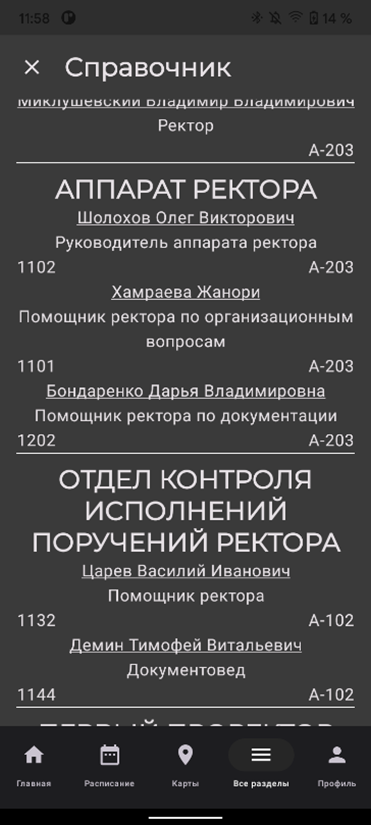 11:58
14 %
Справочник
Миклушевский Владимир Владимирович
Ректор
А-203
АППАРАТ РЕКТОРА
Шолохов Олег Викторович
Руководитель аппарата ректора
1102 А-203
Хамраева Жанори
Помощник ректора по организационным
вопросам
1101 А-203
Бондаренко Дарья Владимировна
Помощник ректора по документации
1202 А-203
ОТДЕЛ КОНТРОЛЯ
ИСПОЛНЕНИЙ
ПОРУЧЕНИЙ РЕКТОРА
Царев Василий Иванович
Помощник ректора
1132 А-102
Демин Тимофей Витальевич
Документовед
1144 А-102
ПЕРВЫЙ ПРОРЕКТОР
Главная Расписание Карты Все разделы Профиль